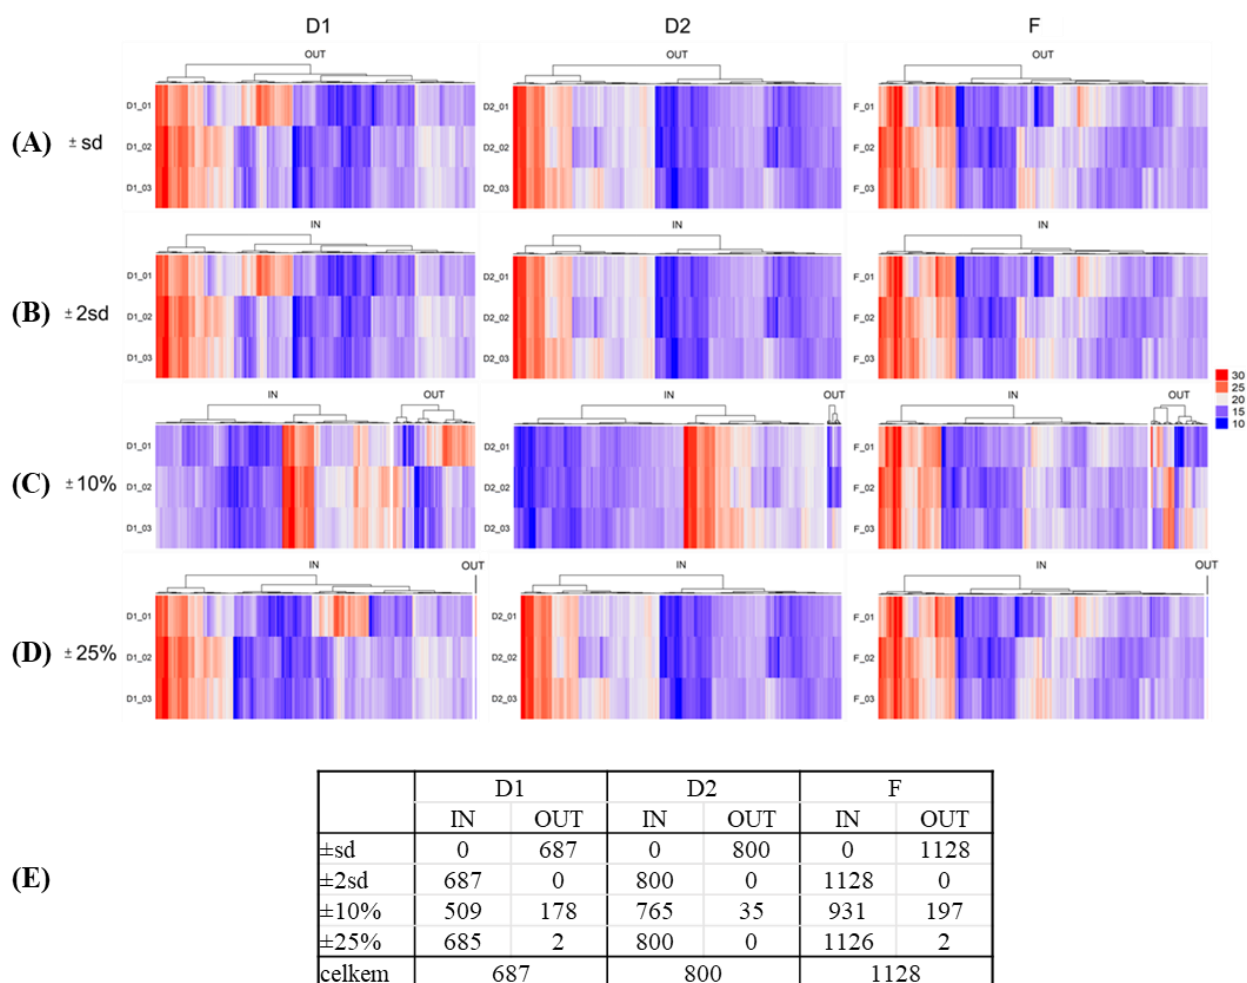 D1 D2 F
OUT OUT OUT
(A) ± sd
D1_01 D2_01 F_01
D1_02 D2_02 F_02
D1_03 D2_03 F_03
IN IN IN
(B) ± 2sd
D1_01 D2_01 F_01
D1_02 D2_02 F_02
D1_03 D2_03 F_03
30
25
20
15
10
IN OUT IN OUT IN OUT
(C) ± 10%
D1_01 D2_01 F_01
D1_02 D2_02 F_02
D1_03 D2_03 F_03
IN OUT IN IN OUT
(D) ± 25%
D1_01 D2_01 F_01
D1_02 D2_02 F_02
D1_03 D2_03 F_03
(E)
D1 D2 F
IN OUT IN OUT IN OUT
±sd 0 687 0 800 0 1128
±2sd 687 0 800 0 1128 0
±10% 509 178 765 35 931 197
±25% 685 2 800 0 1126 2
celkem 687 800 1128